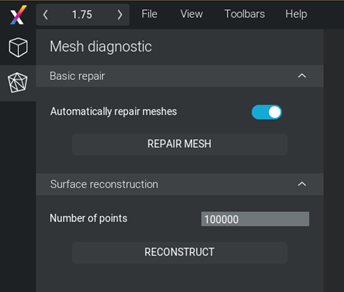 1.75 File View Toolbars Help
Mesh diagnostic
Basic repair
Automatically repair meshes
REPAIR MESH
Surface reconstruction
Number of points 100000
RECONSTRUCT